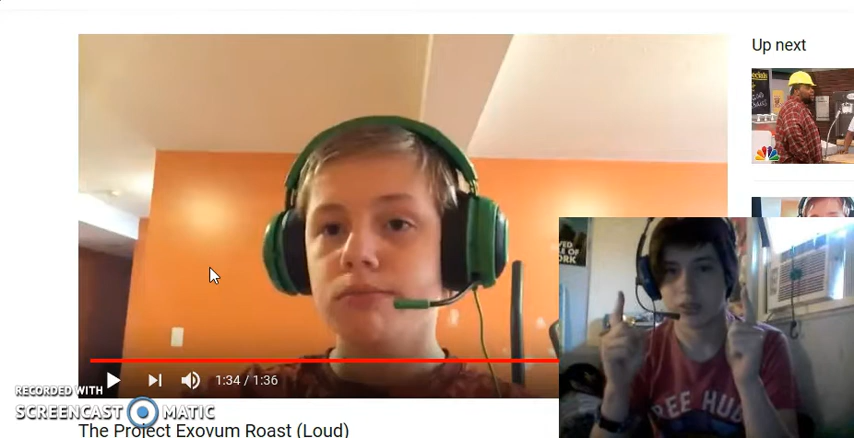 Up next
1:34 / 1:36
RECORDED WITH
SCREENCAST MATIC
The Project Exovum Roast (Loud)